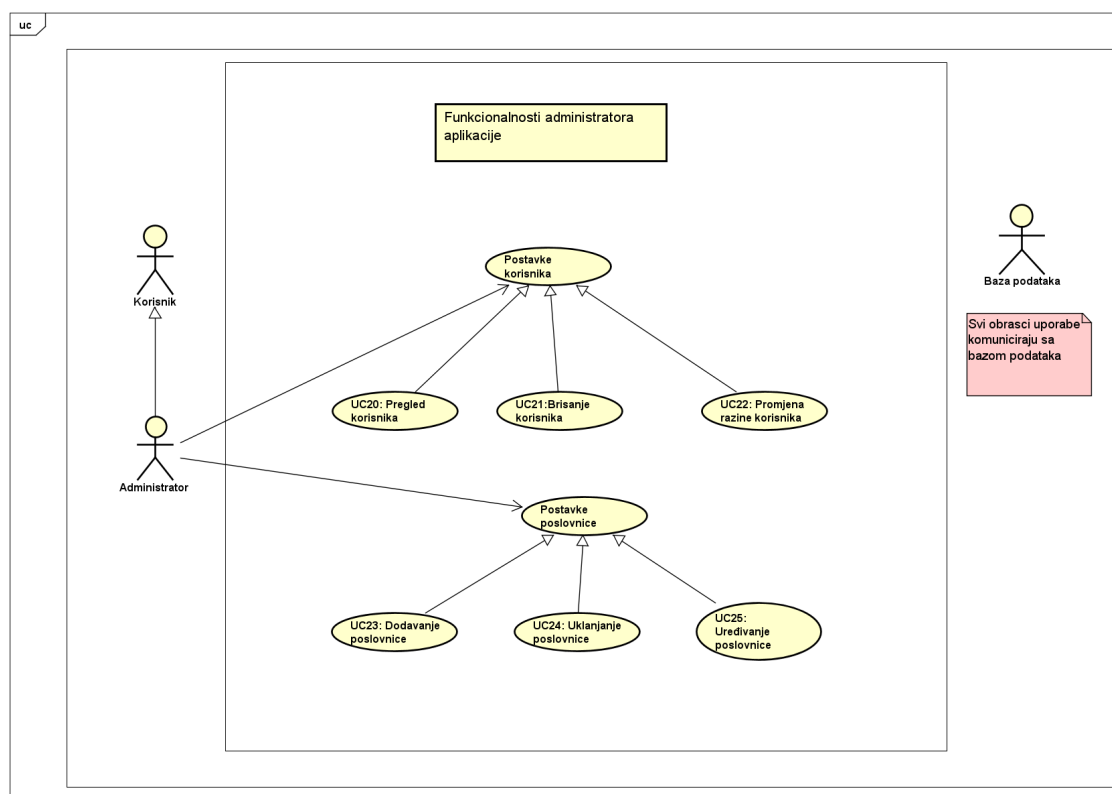 uc
Funkcionalnosti administratora
aplikacije
Korisnik
Baza podataka
Svi obrasci uporabe
komuniciraju sa
bazom podataka
Postavke
korisnika
UC20: Pregled
korisnika
UC21:Brisanje
korisnika
UC22: Promjena
razine korisnika
Administrator
Postavke
poslovnice
UC23: Dodavanje
poslovnice
UC24: Uklanjanje
poslovnice
UC25:
Uređivanje
poslovnice